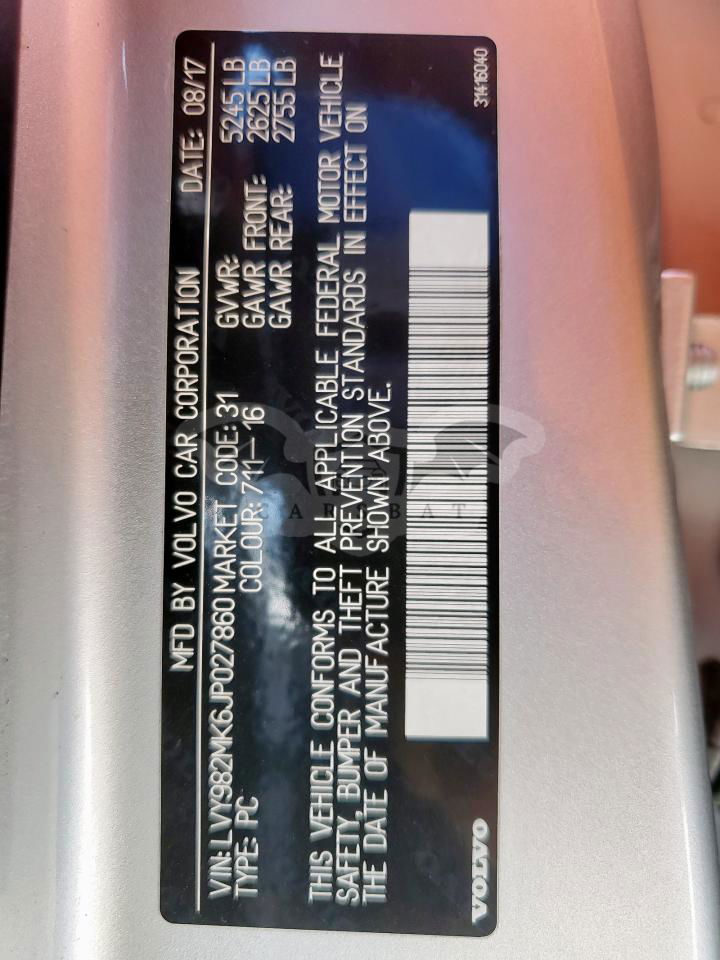 MFD BY VOLVO CAR CORPORATION DATE: 08/17
VIN: LVY982MK6JP027860 MARKET CODE: 31 GVWR: 5245 LB
TYPE: PC COLOUR: 711-16 GAWR FRONT: 2625 LB
GAWR REAR: 2755 LB
THIS VEHICLE CONFORMS TO ALL APPLICABLE FEDERAL MOTOR VEHICLE
SAFETY, BUMPER AND THEFT PREVENTION STANDARDS IN EFFECT ON
THE DATE OF MANUFACTURE SHOWN ABOVE.
CARSBAT
VOLVO 31416040